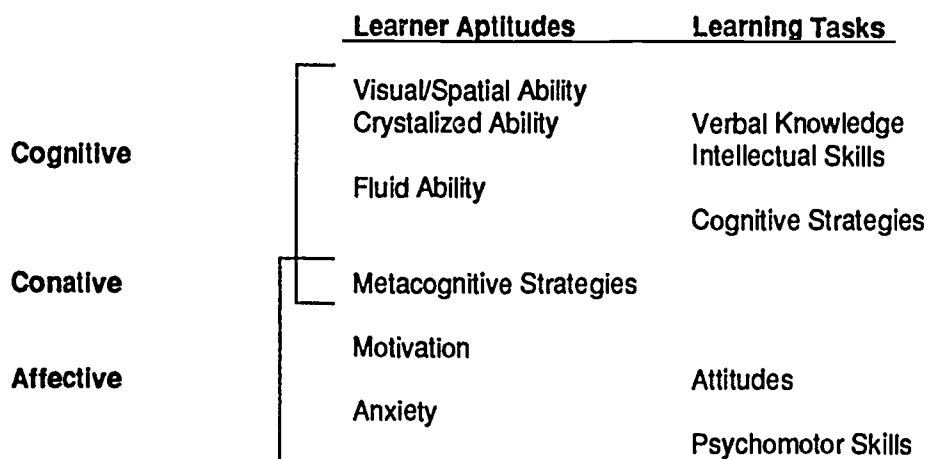 Learner Aptitudes Learning Tasks
Visual/Spatial Ability
Crystalized Ability Verbal Knowledge
Cognitive Intellectual Skills
Fluid Ability
Cognitive Strategies
Conative Metacognitive Strategies
Motivation
Affective Attitudes
Anxiety
Psychomotor Skills